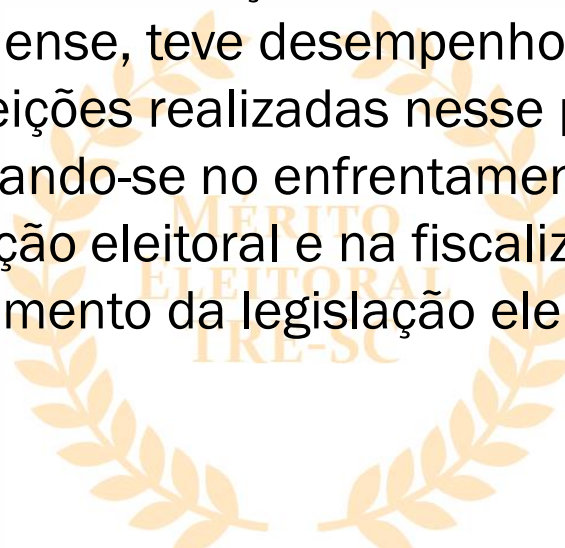 ense, teve desempenho
eições realizadas nesse
ando-se no enfrentamen
ção eleitoral e na fiscaliz
MÉRITO
ELEITORAL
mento da legislação ele
TRE-SC